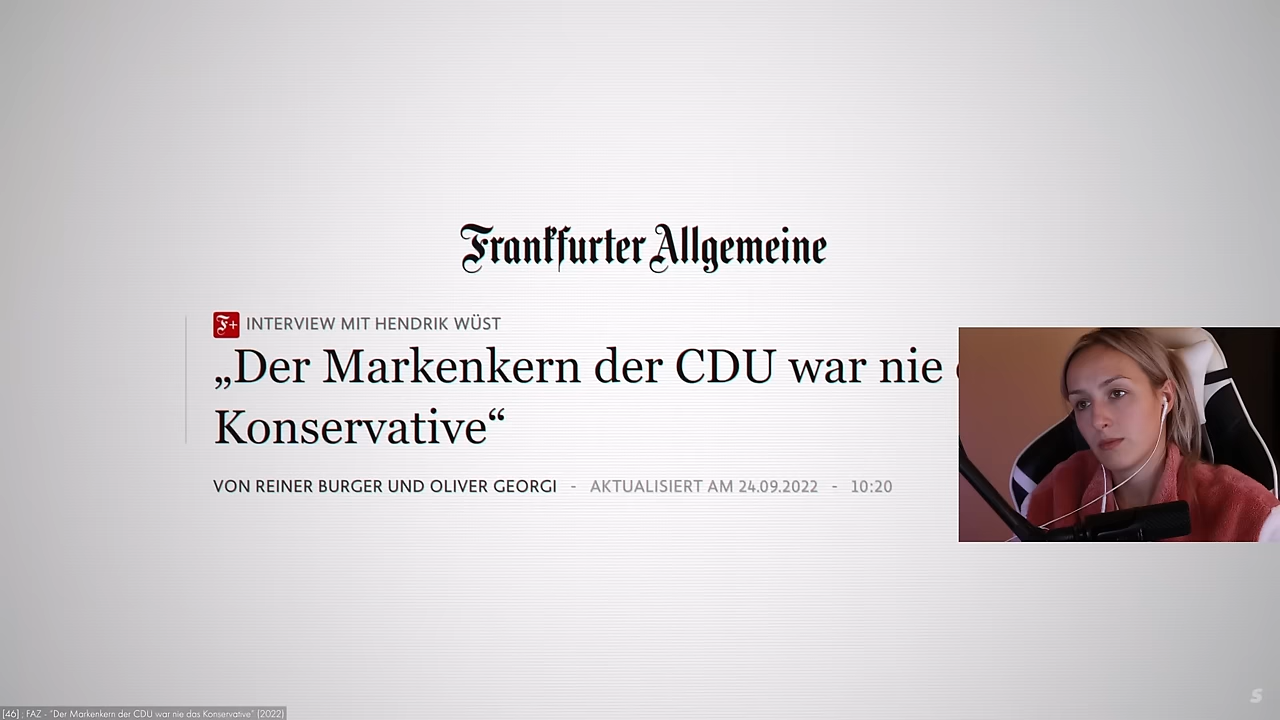 Frankfurter Allgemeine
F+ INTERVIEW MIT HENDRIK WÜST
„Der Markenkern der CDU war nie
Konservative“
VON REINER BURGER UND OLIVER GEORGI - AKTUALISIERT AM 24.09.2022 - 10:20
[46] ; FAZ - "Der Markenkern der CDU war nie das Konservative" (2022)
S